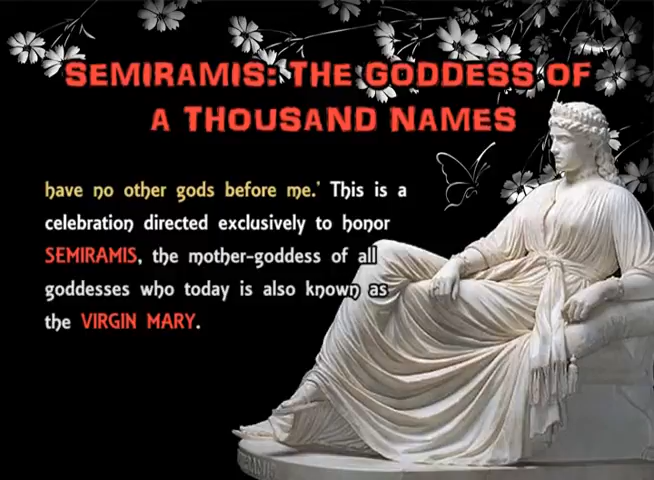 SEMIRAMIS: THE GODDESS OF
A THOUSAND NAMES
have no other gods before me.' This is a
celebration directed exclusively to honor
SEMIRAMIS, the mother-goddess of all
goddesses who today is also known as
the VIRGIN MARY.